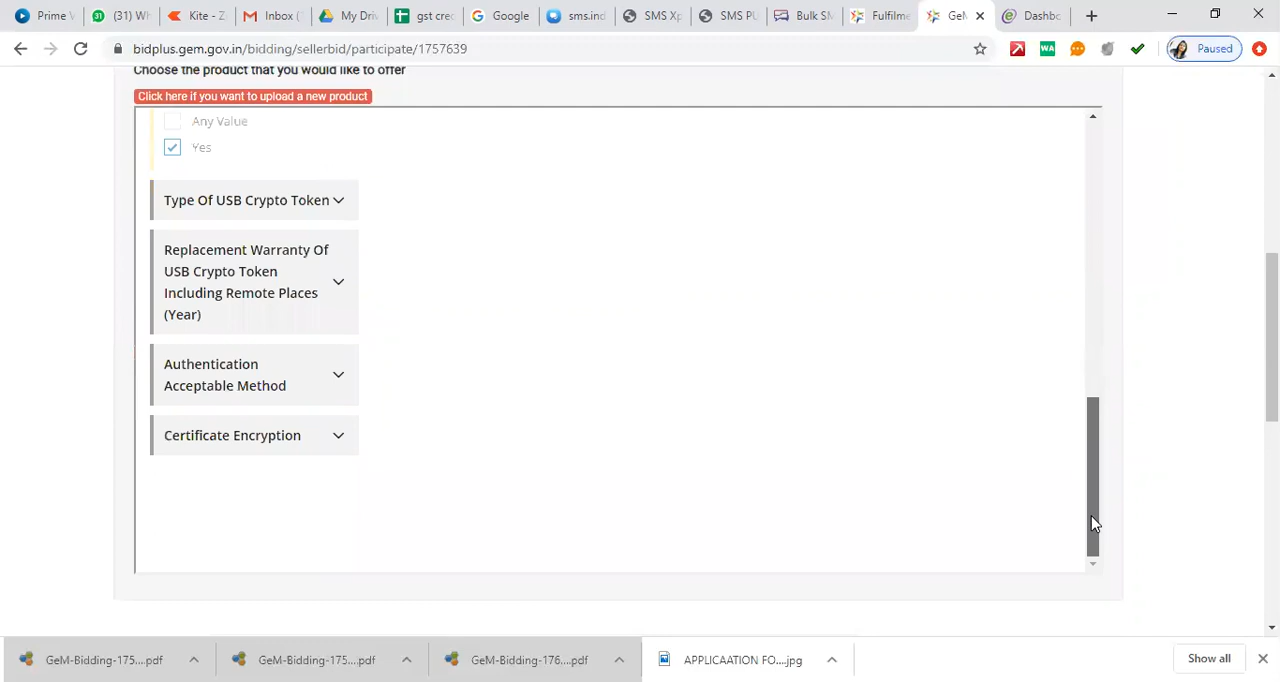 Prime V
(31) Wh
Kite - Z
Inbox (
My Driv
gst cred
Google
sms.ind
SMS Xp
SMS PU
Bulk SM
Fulfilme
GeM
Dashbo
bidplus.gem.gov.in/bidding/sellerbid/participate/1757639
WA
Paused
Choose the product that you would like to offer
Click here if you want to upload a new product
Any Value
Yes
Type Of USB Crypto Token
Replacement Warranty Of
USB Crypto Token
Including Remote Places
(Year)
Authentication
Acceptable Method
Certificate Encryption
GeM-Bidding-175....pdf
GeM-Bidding-175....pdf
GeM-Bidding-176....pdf
APPLICAATION FO....jpg
Show all